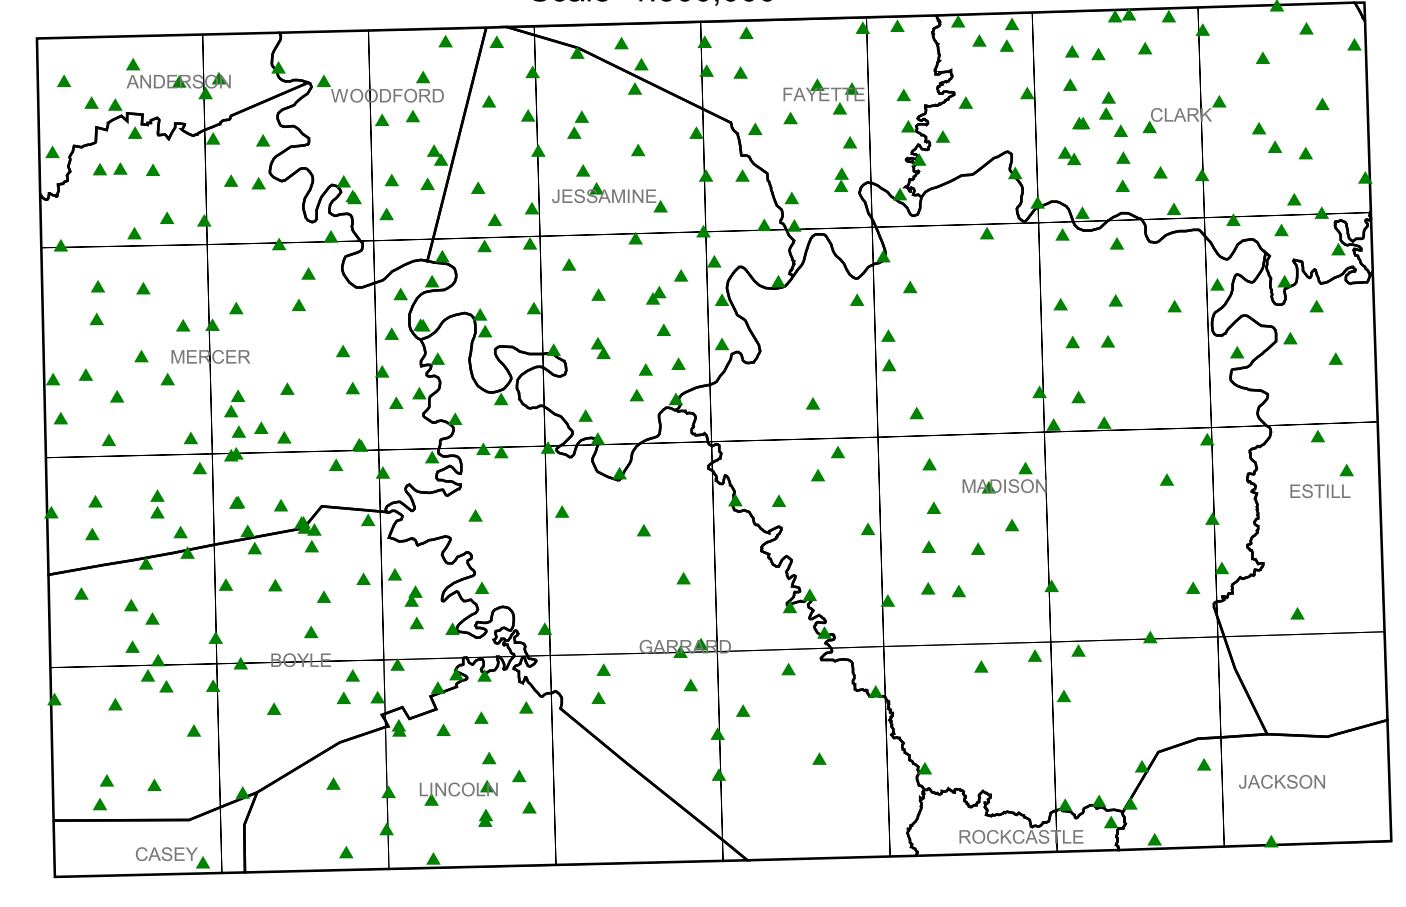 ANDERSON
WOODFORD
FAYETTE
CLARK
JESSAMINE
MERCER
MADISON
ESTILL
GARRARD
BOYLE
LINCOLN
JACKSON
ROCKCASTLE
CASEY